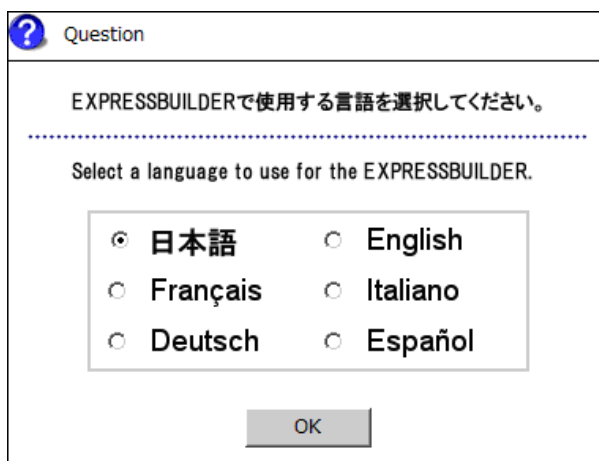 Question
EXPRESSBUILDERで使用する言語を選択してください。
Select a language to use for the EXPRESSBUILDER.
日本語 English
Français Italiano
Deutsch Español
OK